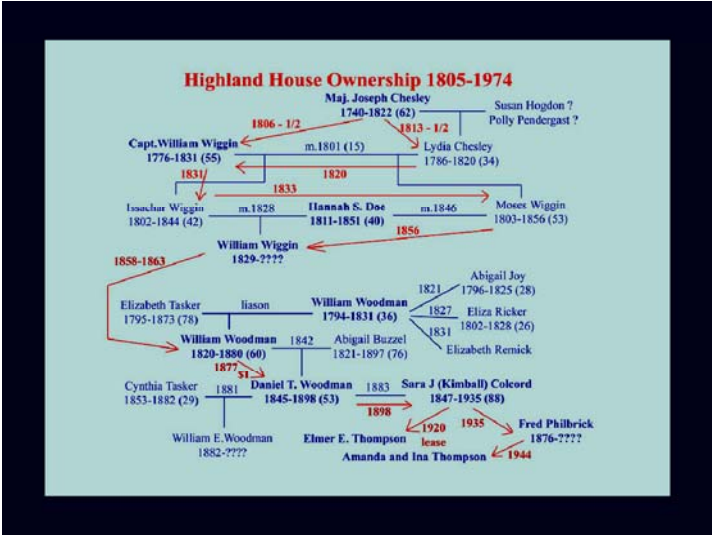 Highland House Ownership 1805-1974
Maj. Joseph Chesley
1740-1822 (62)
Susan Hogdon ?
Polly Pendergast ?
1806 - 1/2
1813 - 1/2
Capt.William Wiggin
1776-1831 (55)
m.1801 (15)
Lydia Chesley
1786-1820 (34)
1831
1820
1833
Issachar Wiggin
1802-1844 (42)
m.1828
Hannah S. Doe
1811-1851 (40)
m.1846
Moses Wiggin
1803-1856 (53)
1856
William Wiggin
1829-????
1858-1863
Abigail Joy
1796-1825 (28)
1821
Elizabeth Tasker
1795-1873 (78)
liason
William Woodman
1794-1831 (36)
1827
Eliza Ricker
1802-1828 (26)
1831
Elizabeth Remick
William Woodman
1820-1880 (60)
1842
Abigail Buzzel
1821-1897 (76)
1877
$1
Cynthia Tasker
1853-1882 (29)
1881
Daniel T. Woodman
1845-1898 (53)
1883
1898
Sara J (Kimball) Colcord
1847-1935 (88)
William E.Woodman
1882-????
1920
lease
1935
Elmer E. Thompson
Fred Philbrick
1876-????
Amanda and Ina Thompson
1944